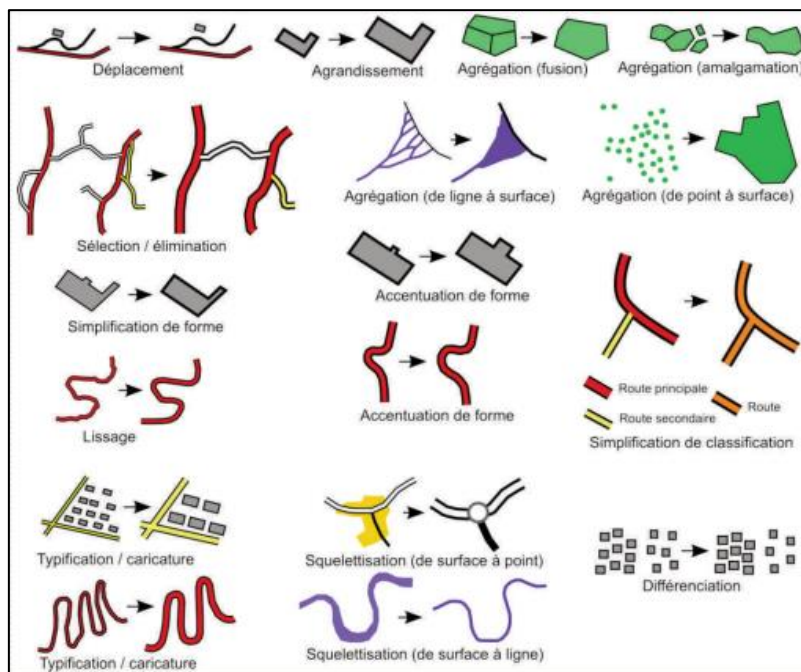 Déplacement
Agrandissement
Agrégation (fusion)
Agrégation (amalgamation)
Sélection / élimination
Agrégation (de ligne à surface)
Agrégation (de point à surface)
Simplification de forme
Accentuation de forme
Lissage
Accentuation de forme
Route principale
Route
Route secondaire
Simplification de classification
Typification / caricature
Squelettisation (de surface à point)
Différenciation
Typification / caricature
Squelettisation (de surface à ligne)